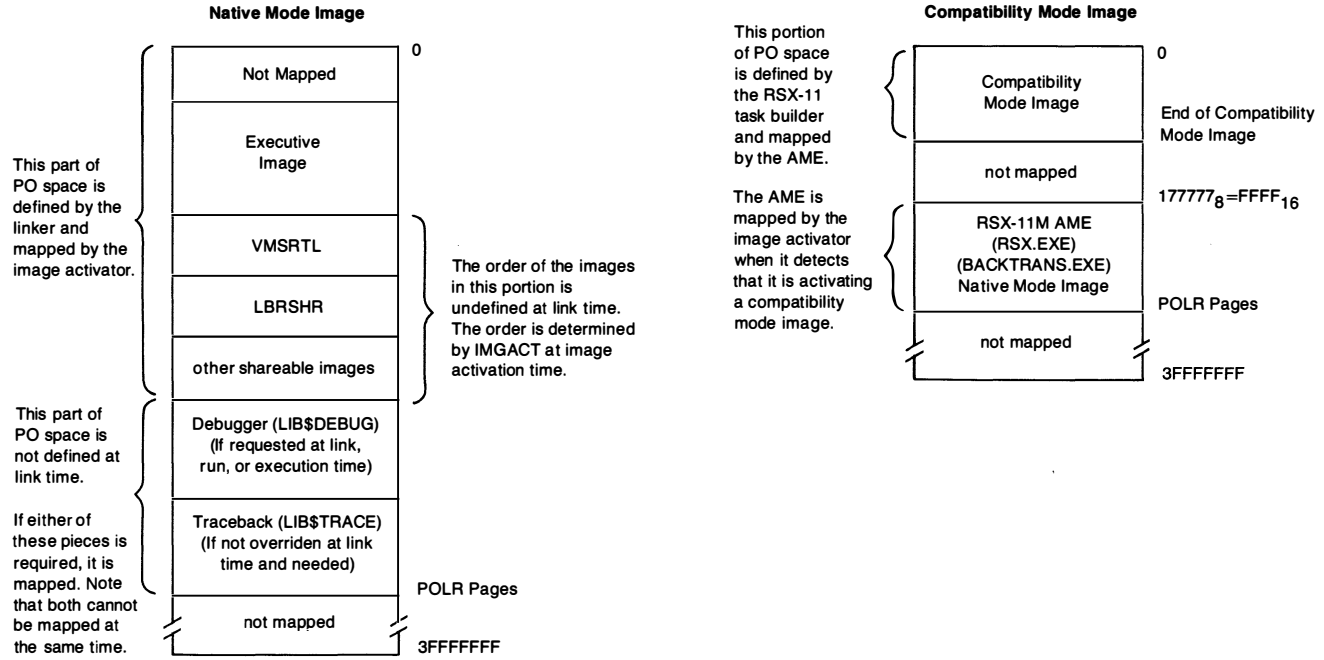 Native Mode Image
0
Not Mapped
Executive
Image
VMSRTL
LBRSHR
other shareable images
Debugger (LIB$DEBUG)
(If requested at link,
run, or execution time)
Traceback (LIB$TRACE)
(If not overriden at link
time and needed)
POLR Pages
not mapped
3FFFFFFF
This part of
PO space is
defined by the
linker and
mapped by the
image activator.
This part of
PO space is
not defined at
link time.
If either of
these pieces is
required, it is
mapped. Note
that both cannot
be mapped at
the same time.
The order of the images
in this portion is
undefined at link time.
The order is determined
by IMGACT at image
activation time.
Compatibility Mode Image
This portion
of PO space
is defined by
the RSX-11
task builder
and mapped
by the AME.
The AME is
mapped by the
image activator
when it detects
that it is activating
a compatibility
mode image.
0
Compatibility
Mode Image
End of Compatibility
Mode Image
not mapped
177777₈=FFFF₁₆
RSX-11M AME
(RSX.EXE)
(BACKTRANS.EXE)
Native Mode Image
POLR Pages
not mapped
3FFFFFFF